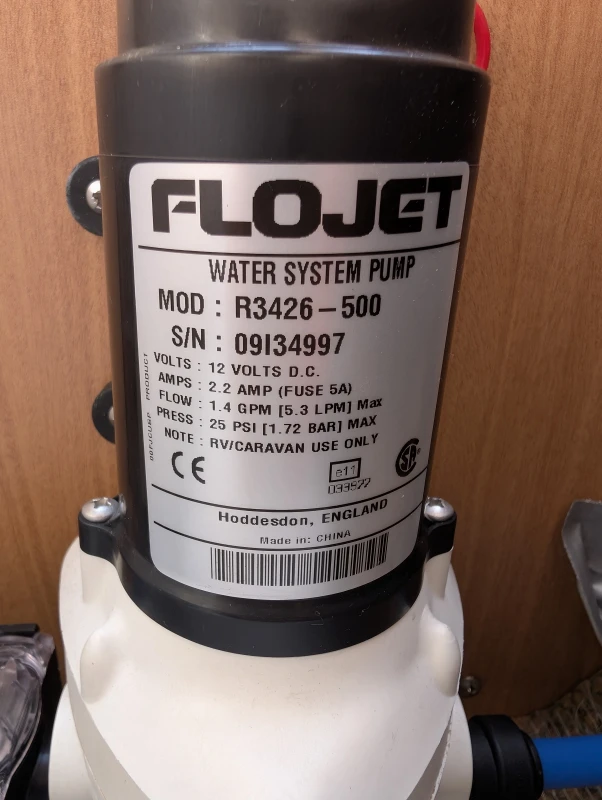 FLOJET
WATER SYSTEM PUMP
MOD : R3426-500
S/N : 09I34997
VOLTS : 12 VOLTS D.C.
AMPS : 2.2 AMP (FUSE 5A)
FLOW : 1.4 GPM [5.3 LPM] Max
PRESS : 25 PSI [1.72 BAR] MAX
NOTE : RV/CARAVAN USE ONLY
PRODUCT
CE
e11
033977
Hoddesdon, ENGLAND
Made in: CHINA